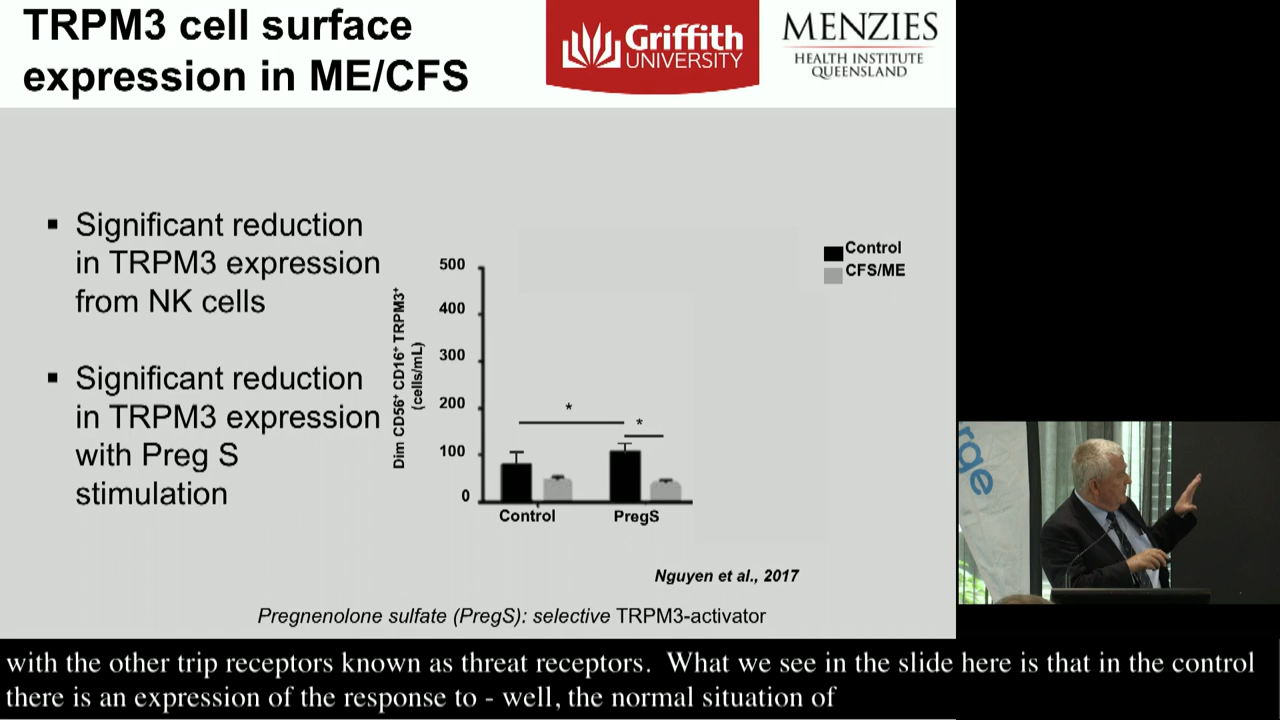 TRPM3 cell surface
expression in ME/CFS
Griffith
UNIVERSITY
MENZIES
HEALTH INSTITUTE
QUEENSLAND
▪ Significant reduction
in TRPM3 expression
from NK cells
▪ Significant reduction
in TRPM3 expression
with Preg S
stimulation
Dim CD56⁺ CD16⁺ TRPM3⁺
(cells/mL)
500
400
300
200
100
0
*
*
Control
PregS
Control
CFS/ME
Nguyen et al., 2017
Pregnenolone sulfate (PregS): selective TRPM3-activator
rge
with the other trip receptors known as threat receptors. What we see in the slide here is that in the control
there is an expression of the response to - well, the normal situation of